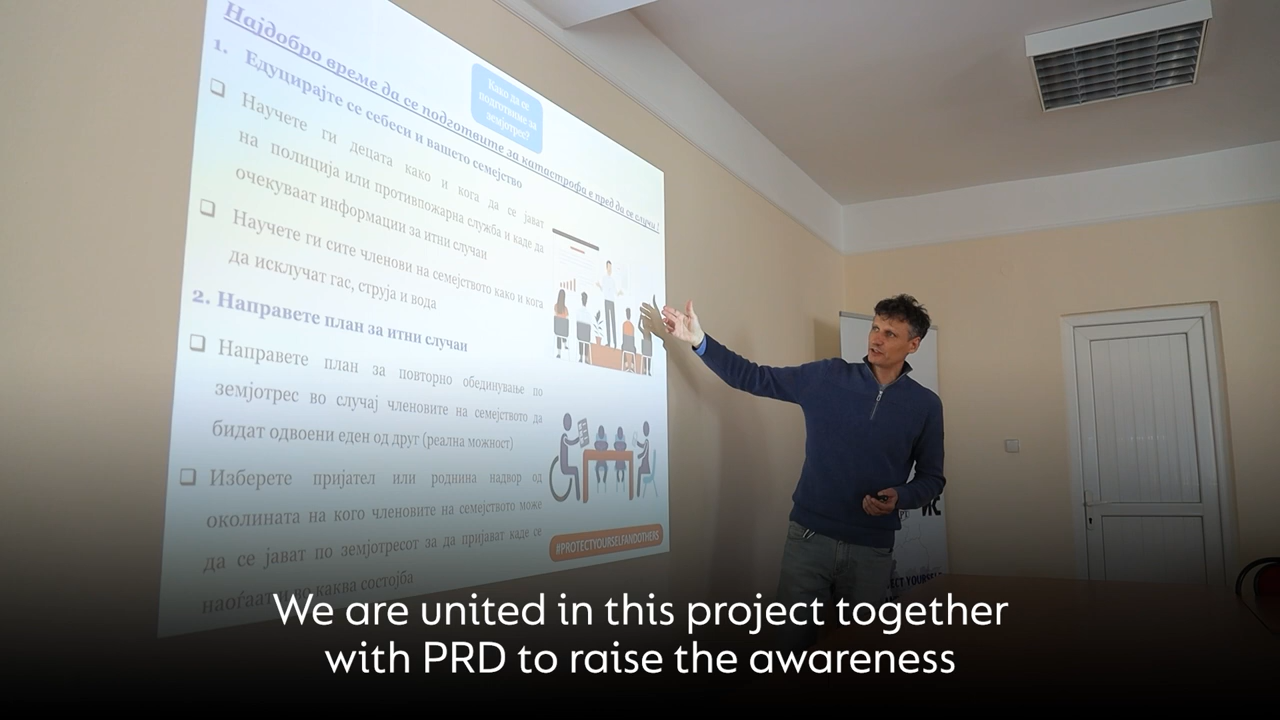 Најдобро време да се подготвите за катастрофа е пред да се случи !
Како да се
подготвиме за
земјотрес?
1. Едуцирајте се себеси и вашето семејство
❑ Научете ги децата како и кога да се јават
на полиција или противпожарна служба и каде да
очекуваат информации за итни случаи
❑ Научете ги сите членови на семејството како и кога
да исклучат гас, струја и вода
2. Направете план за итни случаи
❑ Направете план за повторно обединување по
земјотрес во случај членовите на семејството да
бидат одвоени еден од друг (реална можност)
❑ Изберете пријател или роднина надвор од
околината на кого членовите на семејството може
да се јават по земјотресот за да пријават каде се
наоѓаат и во каква состојба
#PROTECTYOURSELFANDOTHERS
We are united in this project together
with PRD to raise the awareness